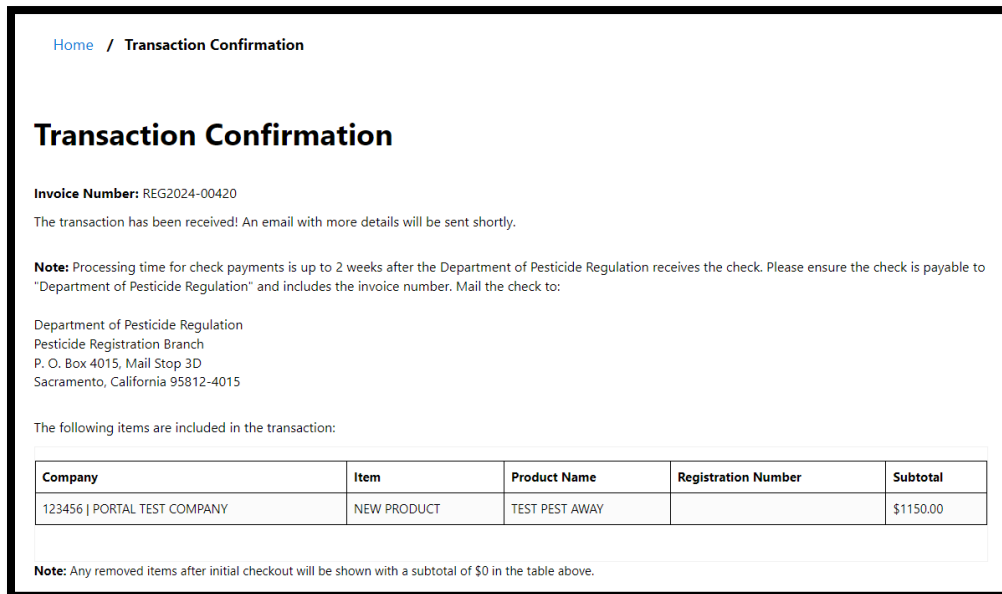 Home / Transaction Confirmation
Transaction Confirmation
Invoice Number: REG2024-00420
The transaction has been received! An email with more details will be sent shortly.
Note: Processing time for check payments is up to 2 weeks after the Department of Pesticide Regulation receives the check. Please ensure the check is payable to
"Department of Pesticide Regulation" and includes the invoice number. Mail the check to:
Department of Pesticide Regulation
Pesticide Registration Branch
P. O. Box 4015, Mail Stop 3D
Sacramento, California 95812-4015
The following items are included in the transaction:
Company Item Product Name Registration Number Subtotal
123456 | PORTAL TEST COMPANY NEW PRODUCT TEST PEST AWAY $1150.00
Note: Any removed items after initial checkout will be shown with a subtotal of $0 in the table above.